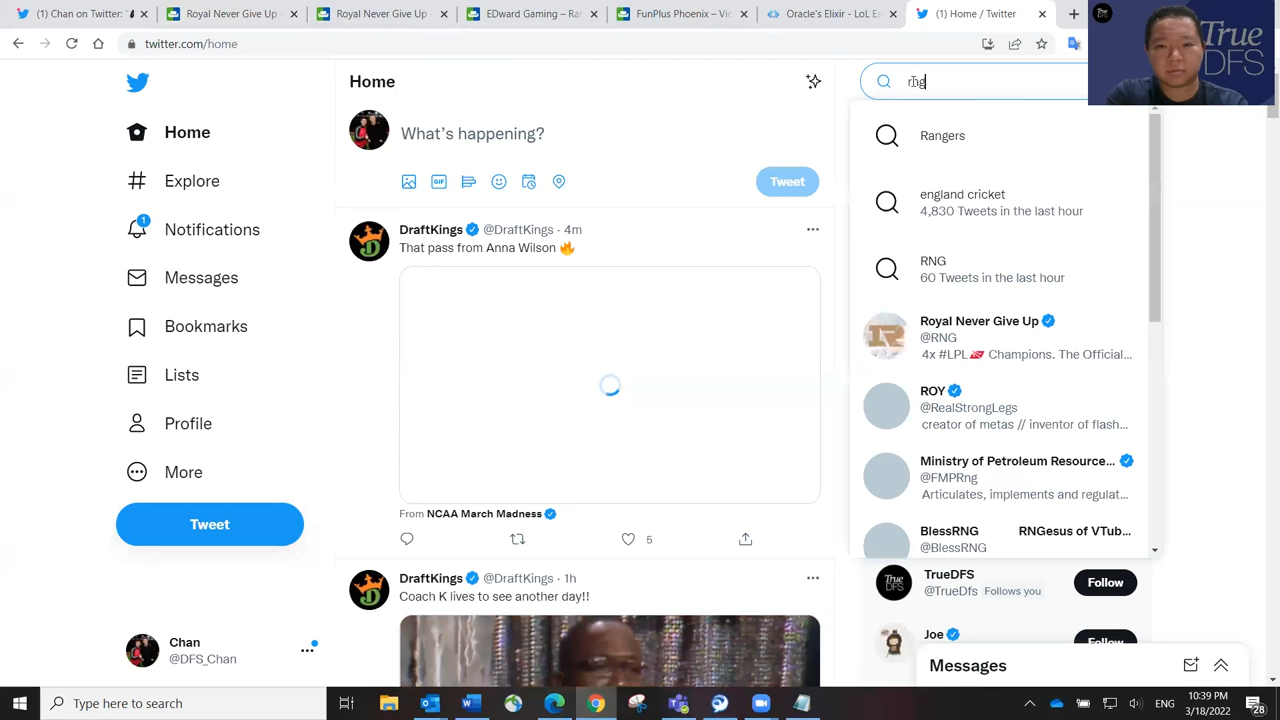 (1) Chan on Twitter:
Royal Never Give Up
Royal Never Give Up
EDward Gaming – Ra
FunPlus Phoenix – Vi
Oracle's Elixir - LoL E
(1) Home / Twitter
twitter.com/home
True
DFS
Home
rng
Home
Explore
1
Notifications
Messages
Bookmarks
Lists
Profile
More
Tweet
What's happening?
GIF
Tweet
DraftKings @DraftKings · 4m
That pass from Anna Wilson 🔥
From NCAA March Madness
5
DraftKings @DraftKings · 1h
Coach K lives to see another day!!
Rangers
england cricket
4,830 Tweets in the last hour
RNG
60 Tweets in the last hour
Royal Never Give Up
@RNG
4x #LPL Champions. The Official...
ROY
@RealStrongLegs
creator of metas // inventor of flash...
Ministry of Petroleum Resource...
@FMPRng
Articulates, implements and regulat...
BlessRNG RNGesus of VTub...
@BlessRNG
TrueDFS
@TrueDfs Follows you
Follow
Joe
Follow
Messages
Chan
@DFS_Chan
Type here to search
ENG
10:39 PM
3/18/2022
28